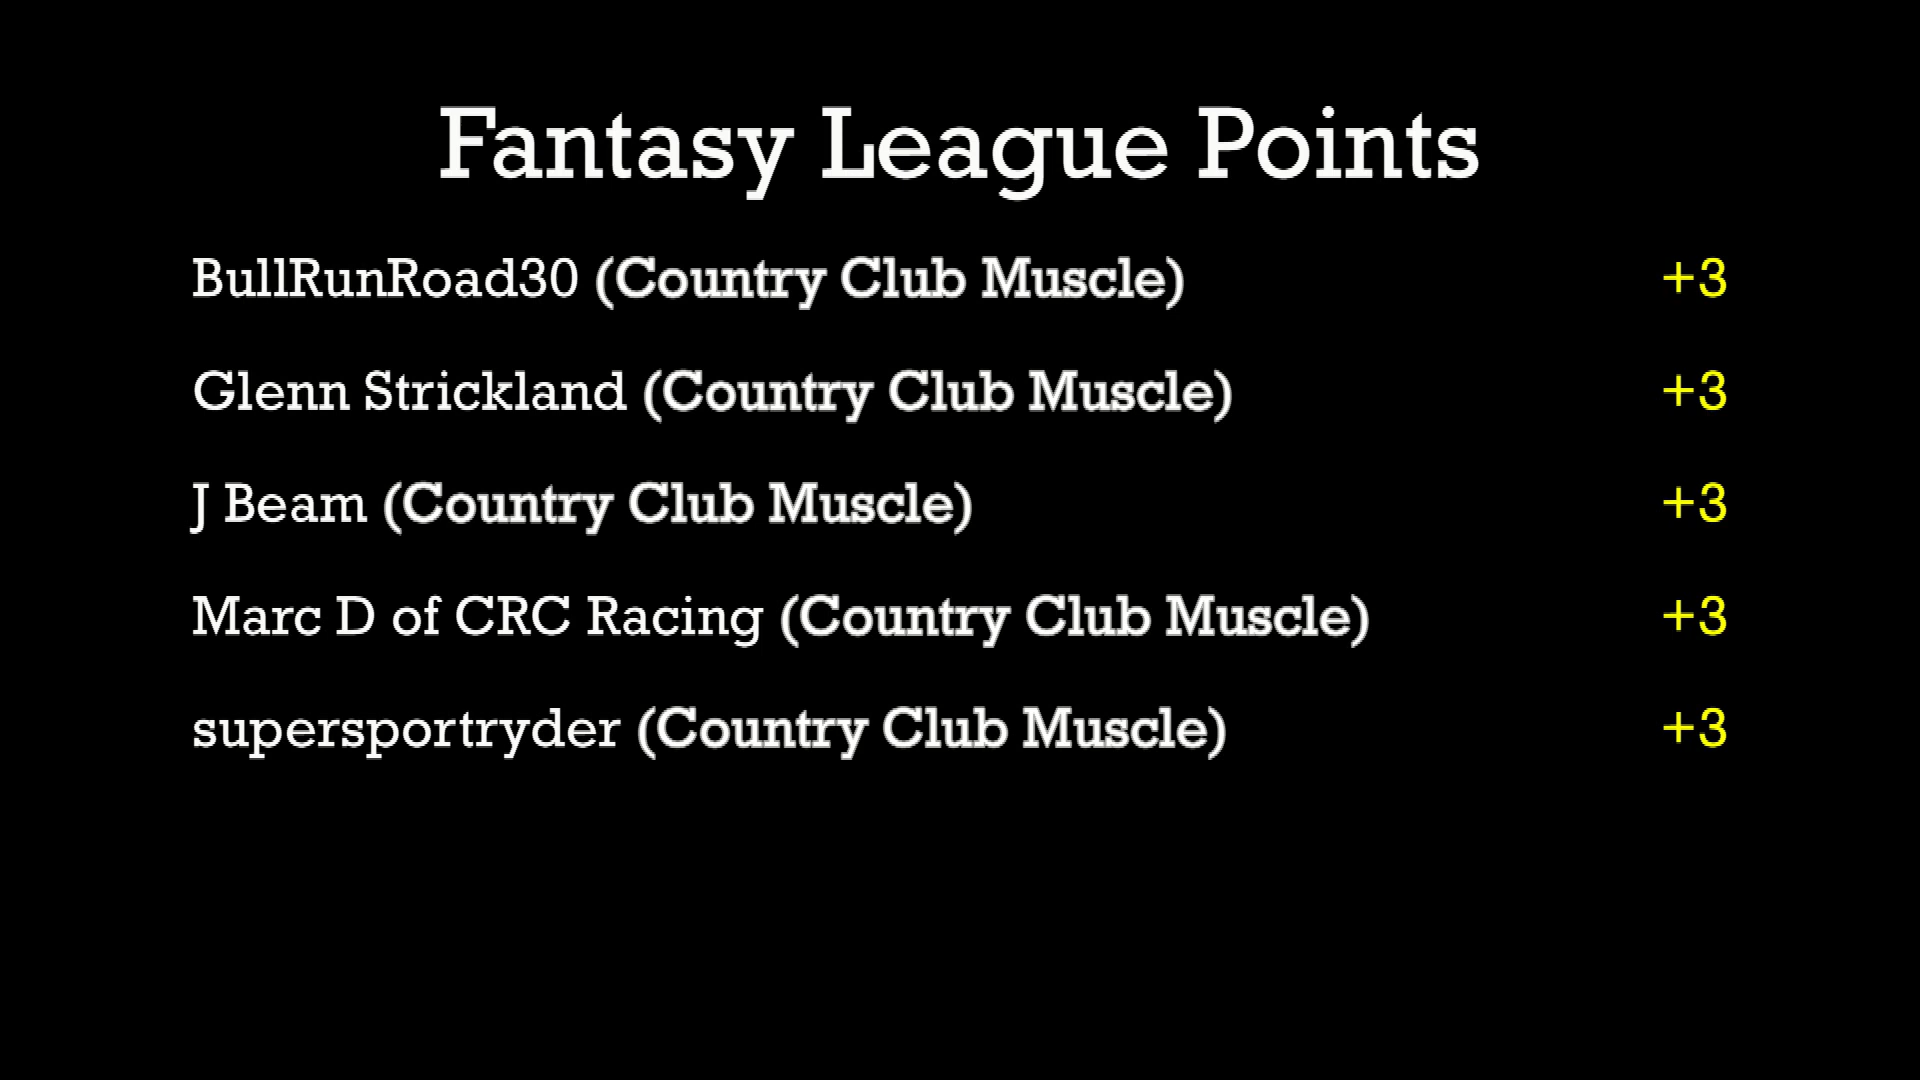 Fantasy League Points
BullRunRoad30 (Country Club Muscle) +3
Glenn Strickland (Country Club Muscle) +3
J Beam (Country Club Muscle) +3
Marc D of CRC Racing (Country Club Muscle) +3
supersportryder (Country Club Muscle) +3